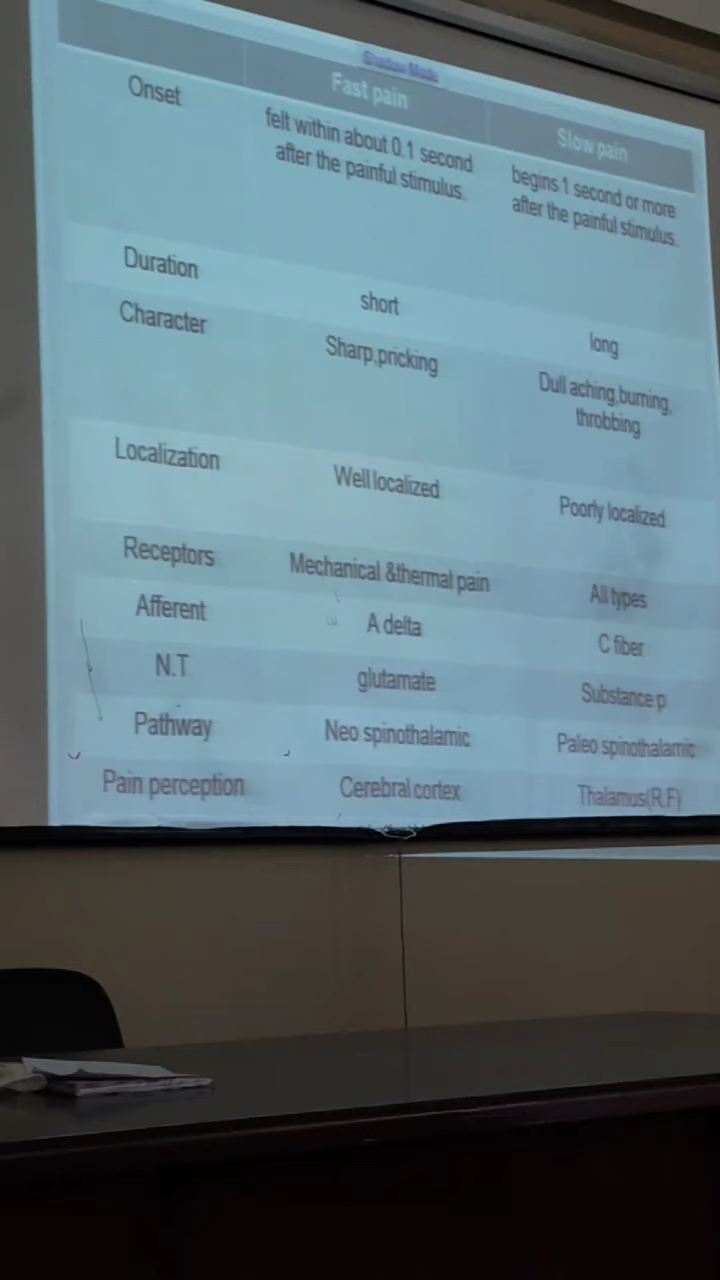 Shadow Mode
Fast pain
Slow pain
Onset
felt within about 0.1 second
after the painful stimulus.
begins 1 second or more
after the painful stimulus.
Duration
short
long
Character
Sharp,pricking
Dull aching,burning,
throbbing
Localization
Well localized
Poorly localized
Receptors
Mechanical &thermal pain
All types
Afferent
A delta
C fiber
N.T
glutamate
Substance p
Pathway
Neo spinothalamic
Paleo spinothalamic
Pain perception
Cerebral cortex
Thalamus(R.F)